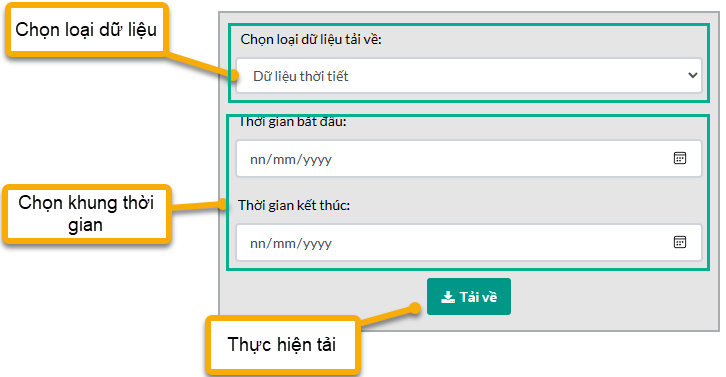 Chọn loại dữ liệu
Chọn loại dữ liệu tải về:
Dữ liệu thời tiết
Thời gian bắt đầu:
nn/mm/yyyy
Chọn khung thời
gian
Thời gian kết thúc:
nn/mm/yyyy
Tải về
Thực hiện tải